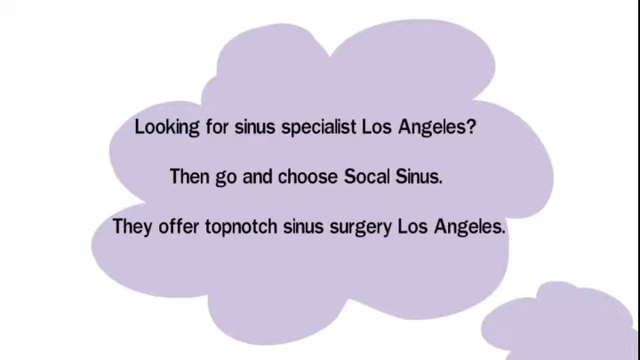 Looking for sinus specialist Los Angeles?
Then go and choose Socal Sinus.
They offer topnotch sinus surgery Los Angeles.